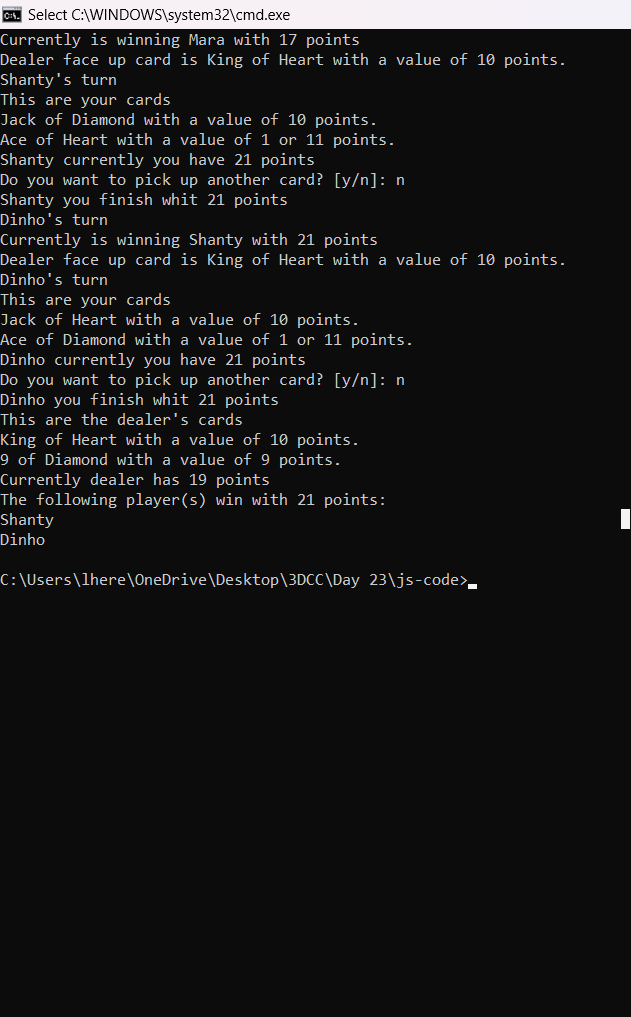 Select C:\WINDOWS\system32\cmd.exe
Currently is winning Mara with 17 points
Dealer face up card is King of Heart with a value of 10 points.
Shanty's turn
This are your cards
Jack of Diamond with a value of 10 points.
Ace of Heart with a value of 1 or 11 points.
Shanty currently you have 21 points
Do you want to pick up another card? [y/n]: n
Shanty you finish whit 21 points
Dinho's turn
Currently is winning Shanty with 21 points
Dealer face up card is King of Heart with a value of 10 points.
Dinho's turn
This are your cards
Jack of Heart with a value of 10 points.
Ace of Diamond with a value of 1 or 11 points.
Dinho currently you have 21 points
Do you want to pick up another card? [y/n]: n
Dinho you finish whit 21 points
This are the dealer's cards
King of Heart with a value of 10 points.
9 of Diamond with a value of 9 points.
Currently dealer has 19 points
The following player(s) win with 21 points:
Shanty
Dinho
C:\Users\lhere\OneDrive\Desktop\3DCC\Day 23\js-code>